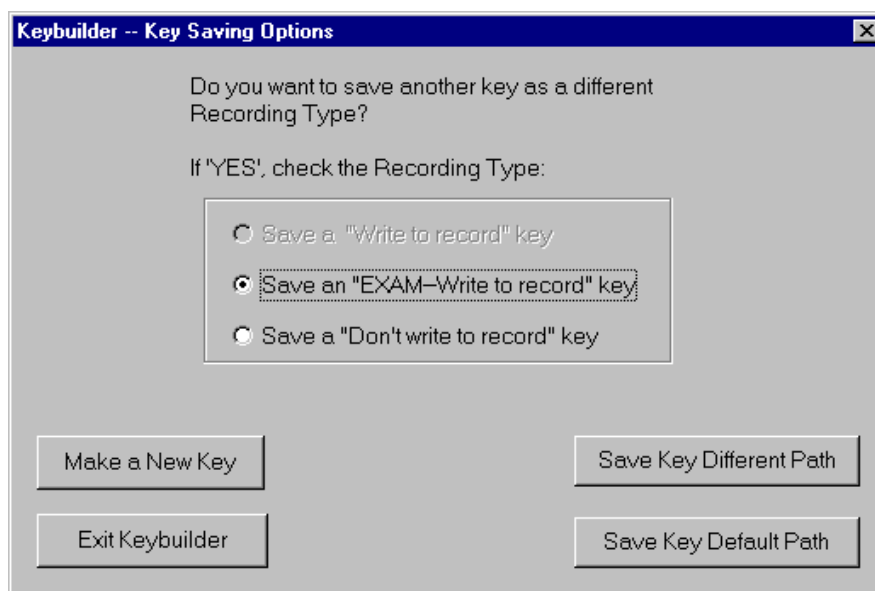 Keybuilder -- Key Saving Options
Do you want to save another key as a different
Recording Type?
If 'YES', check the Recording Type:
Save a "Write to record" key
Save an "EXAM–Write to record" key
Save a "Don't write to record" key
Make a New Key
Save Key Different Path
Exit Keybuilder
Save Key Default Path